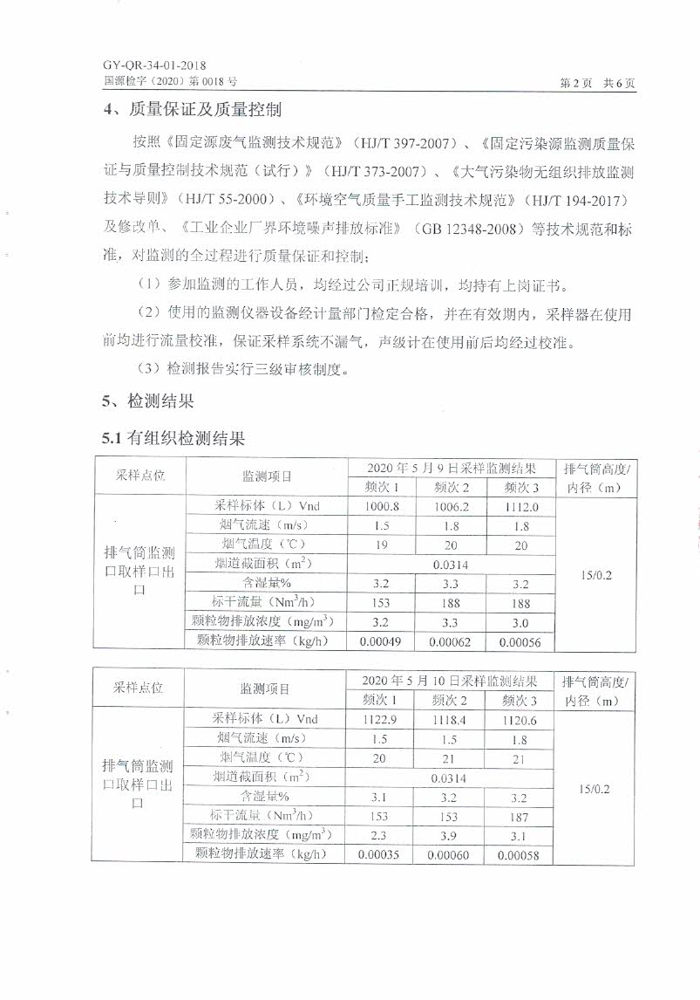 GY-QR-34-01-2018
国源检字（2020）第 0018 号
第 2 页 共 6 页
4、质量保证及质量控制
按照《固定源废气监测技术规范》（HJ/T 397-2007）、《固定污染源监测质量保
证与质量控制技术规范（试行）》（HJ/T 373-2007）、《大气污染物无组织排放监测
技术导则》（HJ/T 55-2000）、《环境空气质量手工监测技术规范》（HJ/T 194-2017）
及修改单、《工业企业厂界环境噪声排放标准》（GB 12348-2008）等技术规范和标
准，对监测的全过程进行质量保证和控制；
（1）参加监测的工作人员，均经过公司正规培训，均持有上岗证书。
（2）使用的监测仪器设备经计量部门检定合格，并在有效期内，采样器在使用
前均进行流量校准，保证采样系统不漏气，声级计在使用前后均经过校准。
（3）检测报告实行三级审核制度。
5、检测结果
5.1 有组织检测结果
采样点位 监测项目 2020 年 5 月 9 日采样监测结果 排气筒高度/
频次 1 频次 2 频次 3 内径（m）
采样标体（L）Vnd 1000.8 1006.2 1112.0
烟气流速（m/s） 1.5 1.8 1.8
烟气温度（℃） 19 20 20
排气筒监测
口取样口出
口
烟道截面积（m²） 0.0314
15/0.2
含湿量% 3.2 3.3 3.2
标干流量（Nm³/h） 153 188 188
颗粒物排放浓度（mg/m³） 3.2 3.3 3.0
颗粒物排放速率（kg/h） 0.00049 0.00062 0.00056
采样点位 监测项目 2020 年 5 月 10 日采样监测结果 排气筒高度/
频次 1 频次 2 频次 3 内径（m）
采样标体（L）Vnd 1122.9 1118.4 1120.6
烟气流速（m/s） 1.5 1.5 1.8
烟气温度（℃） 20 21 21
排气筒监测
口取样口出
口
烟道截面积（m²） 0.0314
15/0.2
含湿量% 3.1 3.2 3.2
标干流量（Nm³/h） 153 153 187
颗粒物排放浓度（mg/m³） 2.3 3.9 3.1
颗粒物排放速率（kg/h） 0.00035 0.00060 0.00058